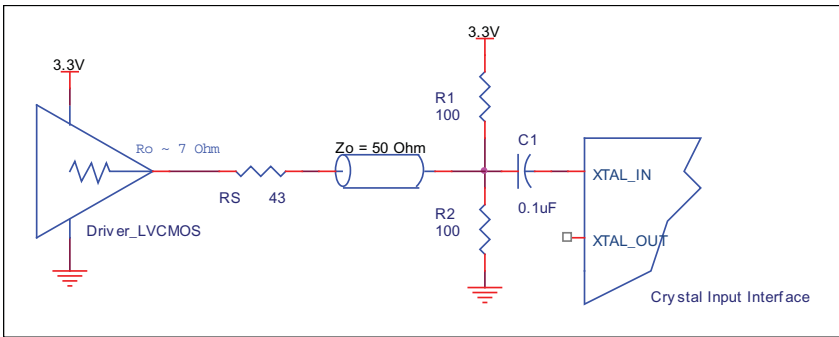 3.3V
3.3V
R1
100
C1
Ro ~ 7 Ohm
Zo = 50 Ohm
XTAL_IN
RS 43
0.1uF
R2
100
Driver_LVCMOS
XTAL_OUT
Crystal Input Interface